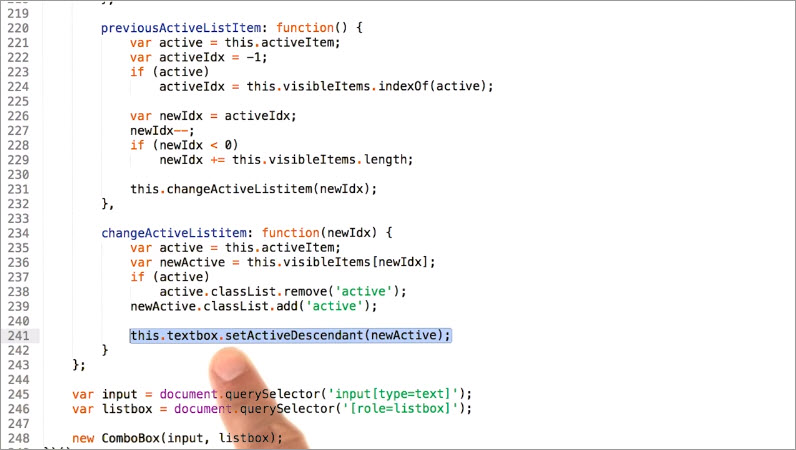 219
220 previousActiveListItem: function() {
221 var active = this.activeItem;
222 var activeIdx = -1;
223 if (active)
224 activeIdx = this.visibleItems.indexOf(active);
225
226 var newIdx = activeIdx;
227 newIdx--;
228 if (newIdx < 0)
229 newIdx += this.visibleItems.length;
230
231 this.changeActiveListitem(newIdx);
232 },
233
234 changeActiveListitem: function(newIdx) {
235 var active = this.activeItem;
236 var newActive = this.visibleItems[newIdx];
237 if (active)
238 active.classList.remove('active');
239 newActive.classList.add('active');
240
241 this.textbox.setActiveDescendant(newActive);
242 }
243 };
244
245 var input = document.querySelector('input[type=text]');
246 var listbox = document.querySelector('[role=listbox]');
247
248 new ComboBox(input, listbox);